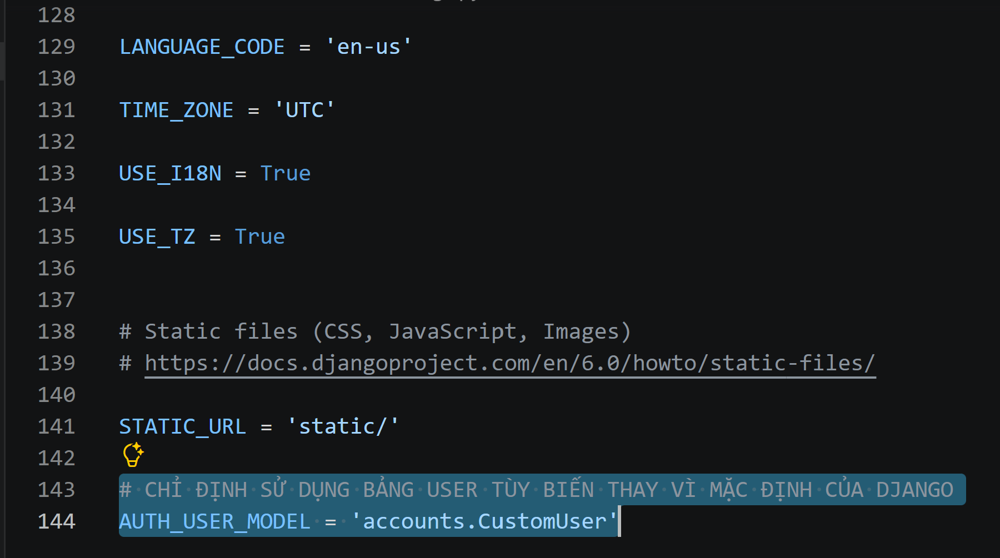 128
129 LANGUAGE_CODE = 'en-us'
130
131 TIME_ZONE = 'UTC'
132
133 USE_I18N = True
134
135 USE_TZ = True
136
137
138 # Static files (CSS, JavaScript, Images)
139 # https://docs.djangoproject.com/en/6.0/howto/static-files/
140
141 STATIC_URL = 'static/'
142
143 # CHỈ ĐỊNH SỬ DỤNG BẢNG USER TÙY BIẾN THAY VÌ MẶC ĐỊNH CỦA DJANGO
144 AUTH_USER_MODEL = 'accounts.CustomUser'